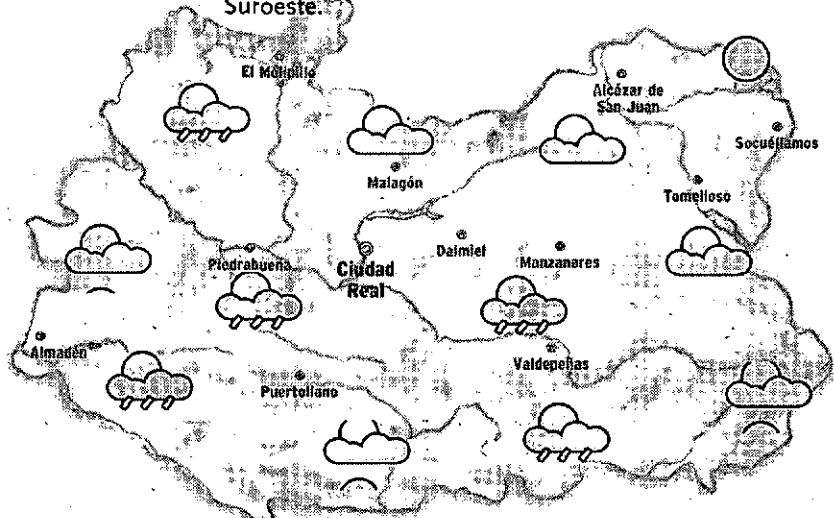 Suroeste.
El Molinillo
Alcázar de
San Juan
Socuéllamos
Malagón
Tomelloso
Piedrabuena
Ciudad
Real
Daimiel
Manzanares
Almadén
Puertollano
Valdepeñas